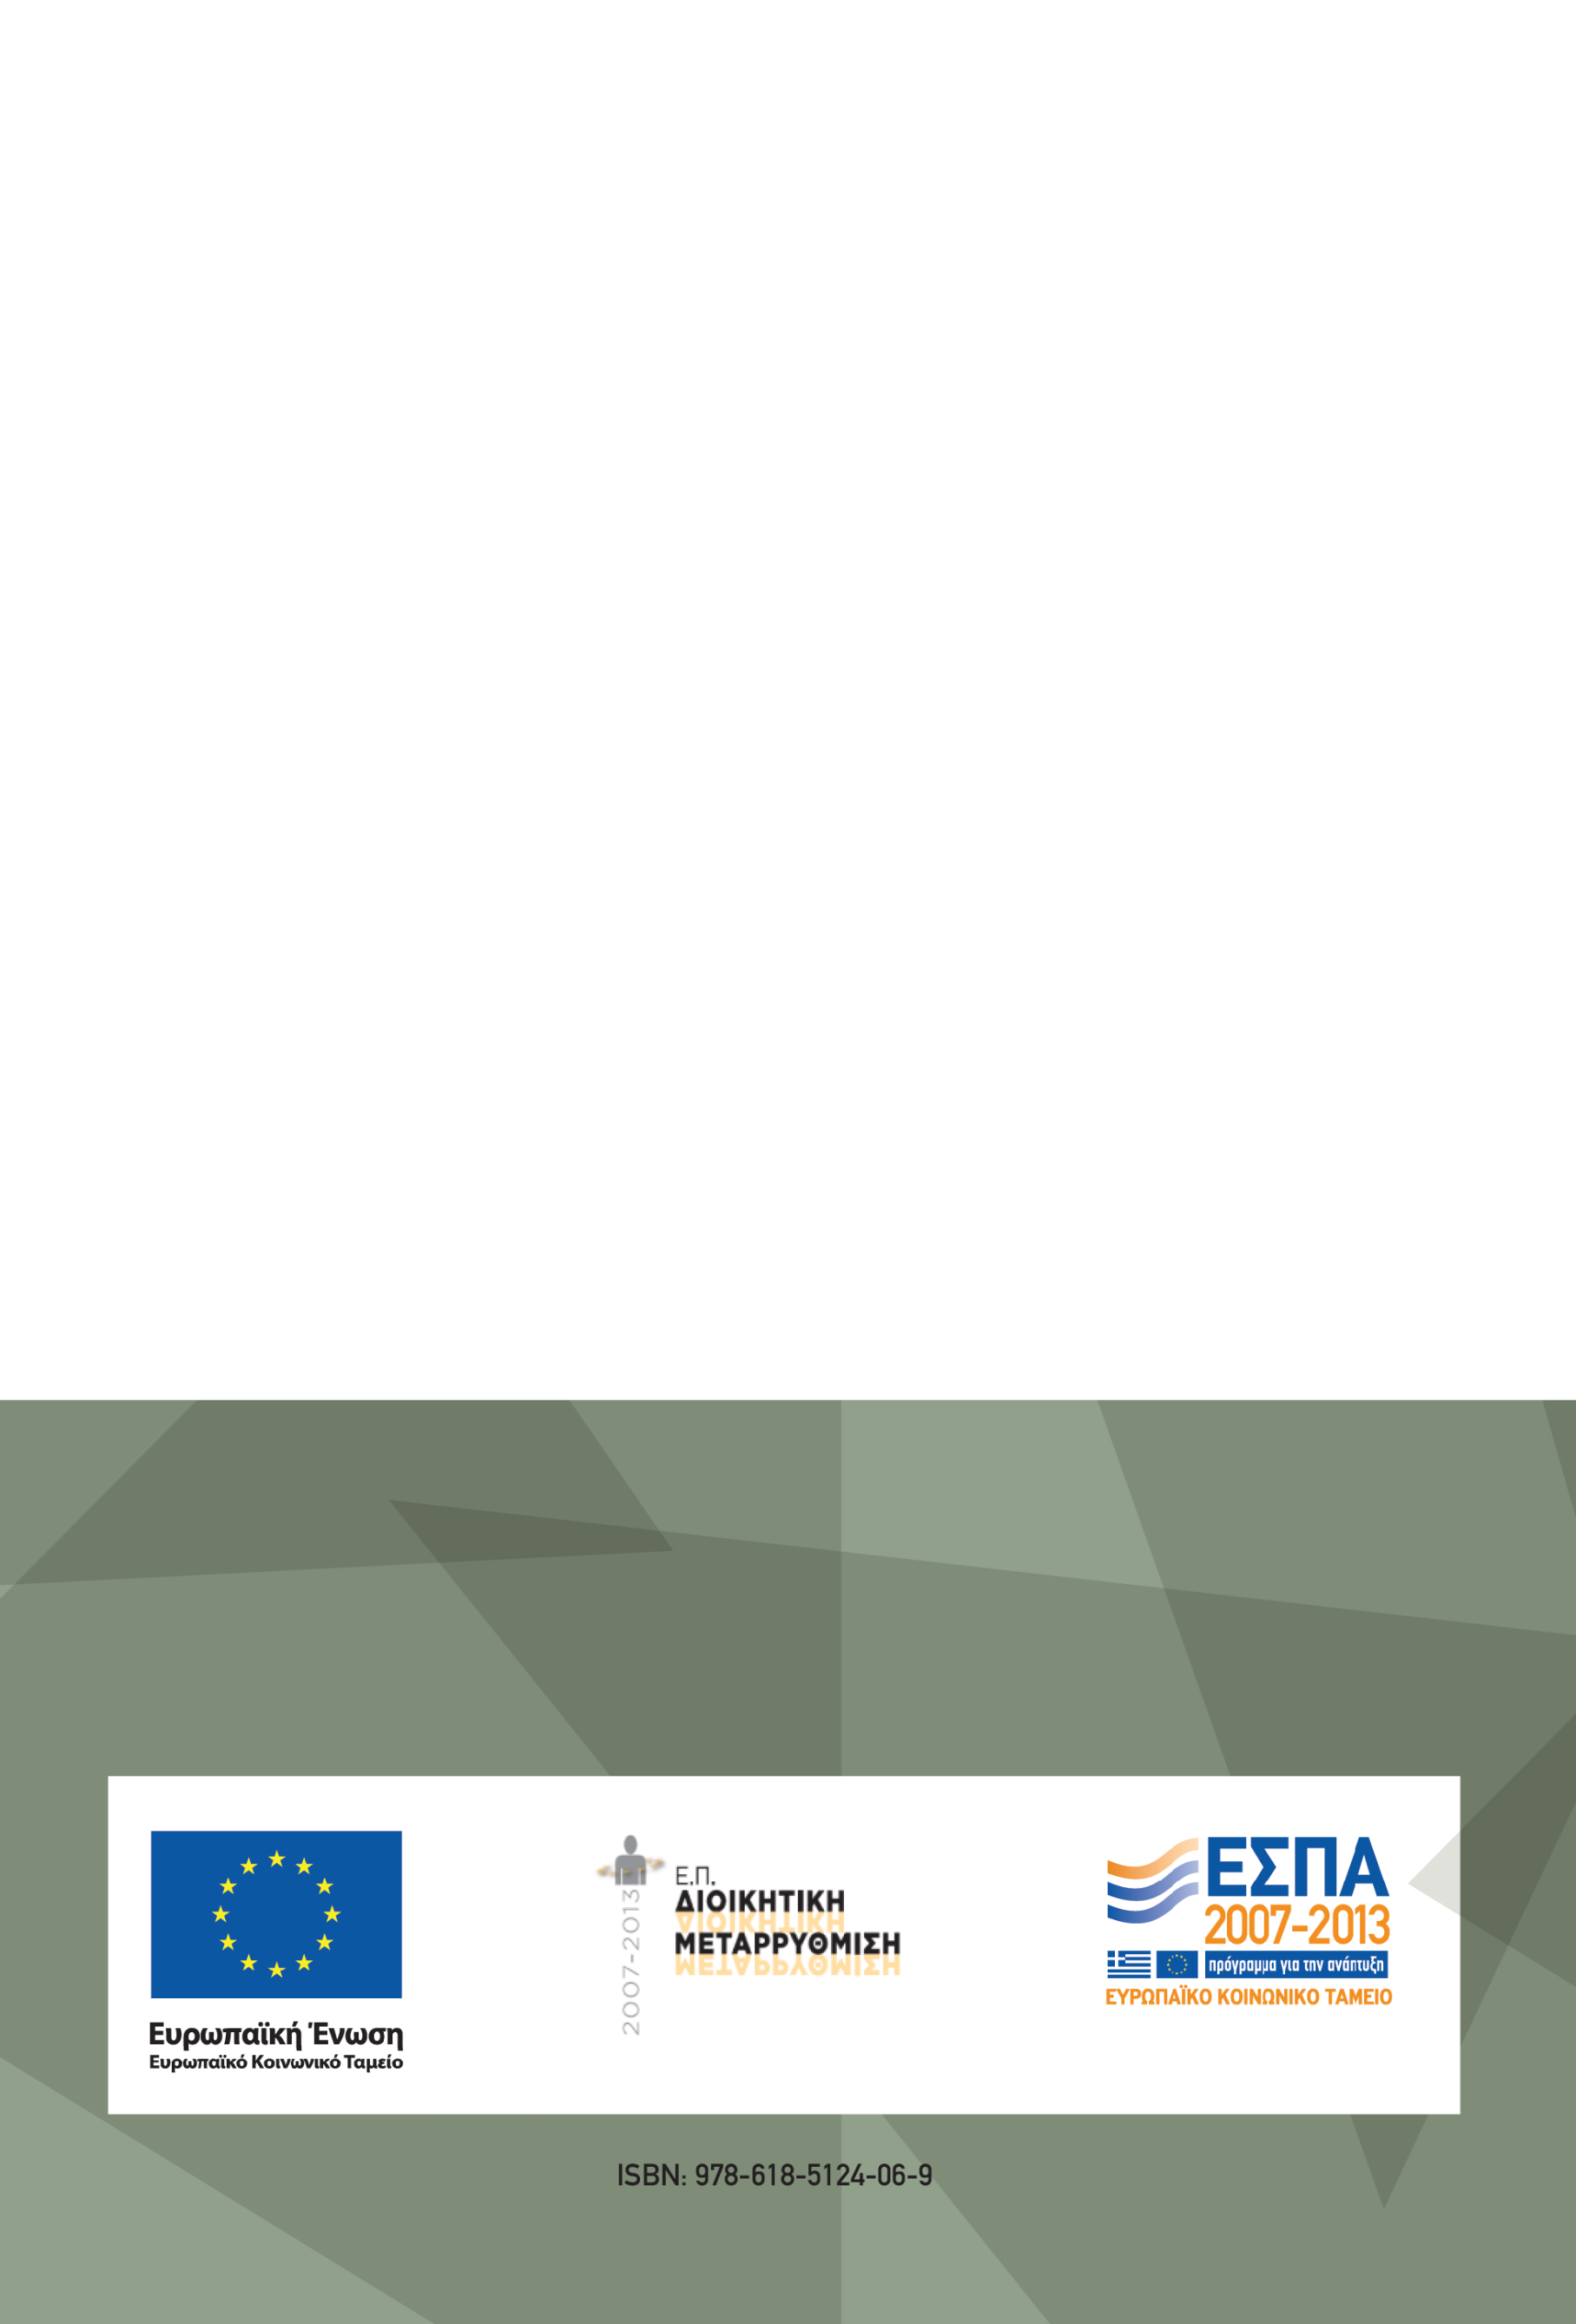 Ευρωπαϊκή Ένωση
Ευρωπαϊκό Κοινωνικό Ταμείο
2007-2013
Ε.Π.
ΔΙΟΙΚΗΤΙΚΗ
ΜΕΤΑΡΡΥΘΜΙΣΗ
ΕΣΠΑ
2007-2013
πρόγραμμα για την ανάπτυξη
ΕΥΡΩΠΑΪΚΟ ΚΟΙΝΩΝΙΚΟ ΤΑΜΕΙΟ
ISBN: 978-618-5124-06-9